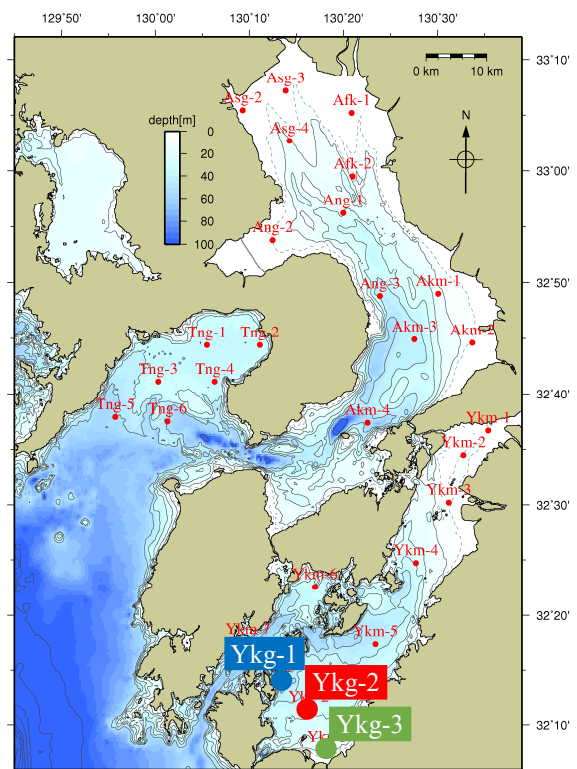 129˚50' 130˚00' 130˚10' 130˚20' 130˚30'
33˚10'
33˚00'
32˚50'
32˚40'
32˚30'
32˚20'
32˚10'
0 km 10 km
N
depth[m]
0
20
40
60
80
100
Asg-3
Asg-2
Afk-1
Asg-4
Afk-2
Ang-1
Ang-2
Ang-3
Akm-1
Akm-3
Akm-2
Tng-1
Tng-2
Tng-3
Tng-4
Tng-5
Tng-6
Akm-4
Ykm-1
Ykm-2
Ykm-3
Ykm-4
Ykm-6
Ykm-7
Ykm-5
Ykg-1
Ykg-2
Ykg-3